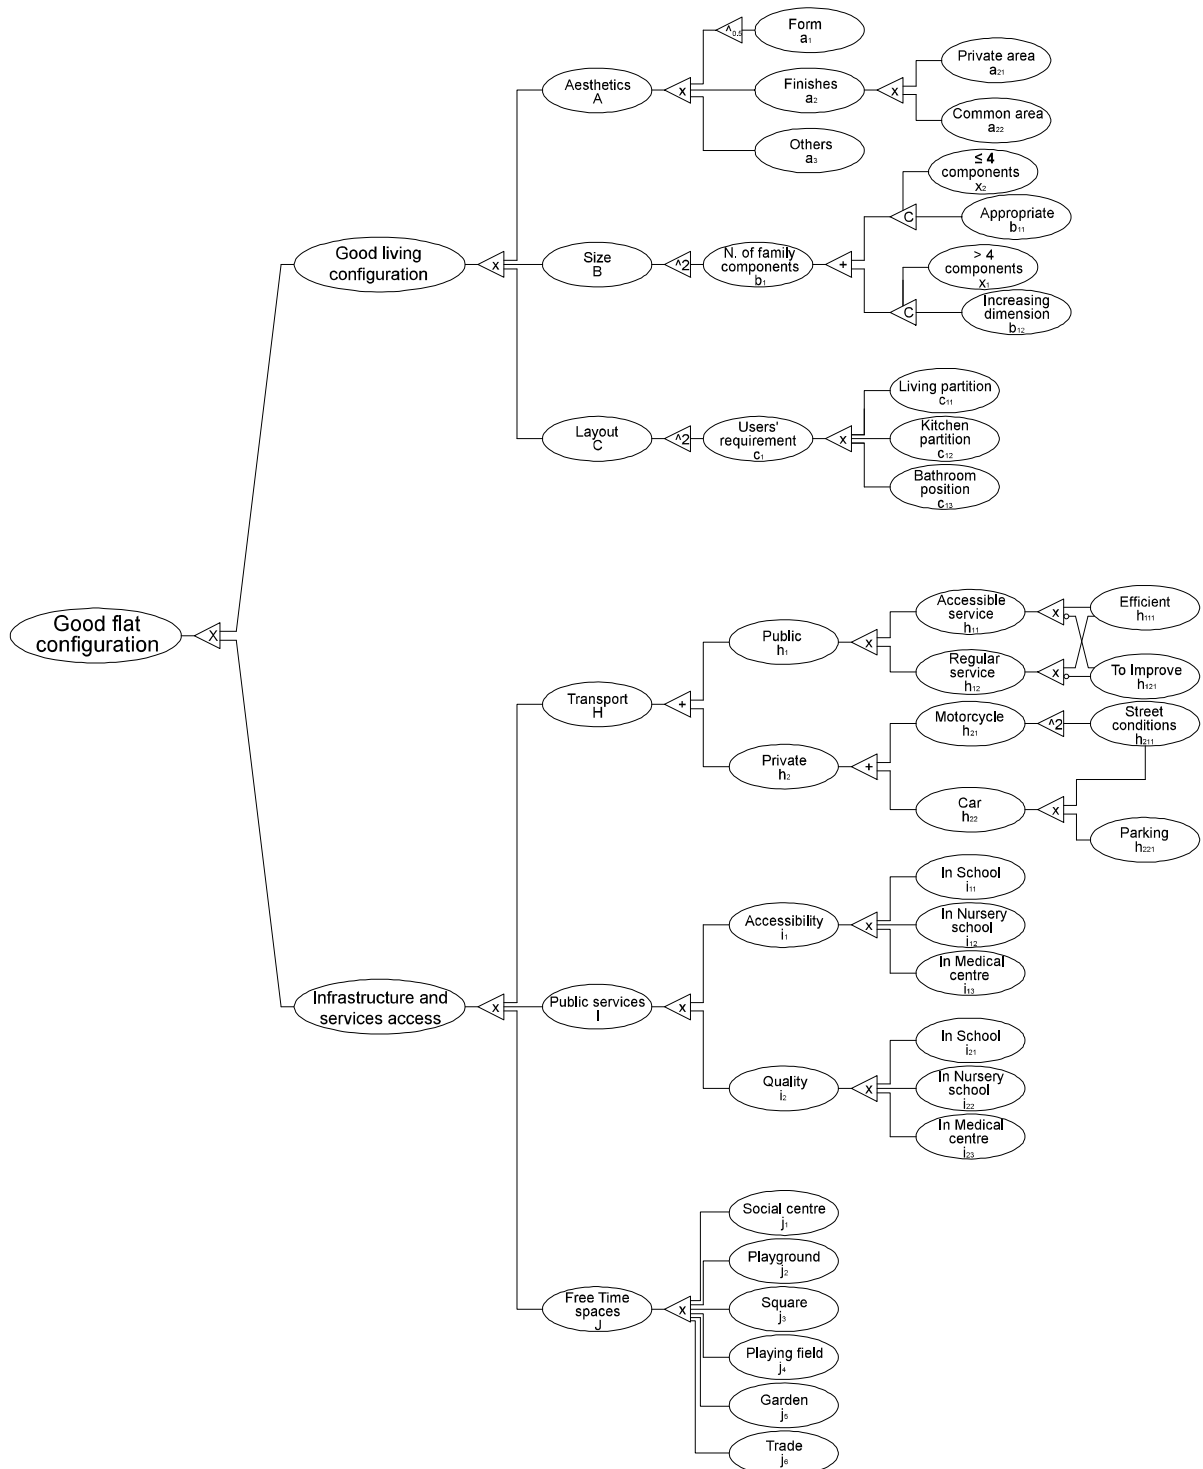 Good flat
configuration
X
Good living
configuration
x
Aesthetics
A
x
^0.5
Form
a1
Finishes
a2
x
Private area
a21
Common area
a22
Others
a3
Size
B
^2
N. of family
components
b1
+
C
≤ 4
components
x2
Appropriate
b11
C
> 4
components
x1
Increasing
dimension
b12
Layout
C
^2
Users'
requirement
c1
x
Living partition
c11
Kitchen
partition
c12
Bathroom
position
c13
Infrastructure and
services access
x
Transport
H
+
Public
h1
x
Accessible
service
h11
x
Efficient
h111
Regular
service
h12
x
To Improve
h121
Private
h2
+
Motorcycle
h21
^2
Street
conditions
h211
Car
h22
x
Parking
h221
Public services
I
x
Accessibility
i1
x
In School
i11
In Nursery
school
i12
In Medical
centre
i13
Quality
i2
x
In School
i21
In Nursery
school
i22
In Medical
centre
i23
Free Time
spaces
J
x
Social centre
j1
Playground
j2
Square
j3
Playing field
j4
Garden
j5
Trade
j6